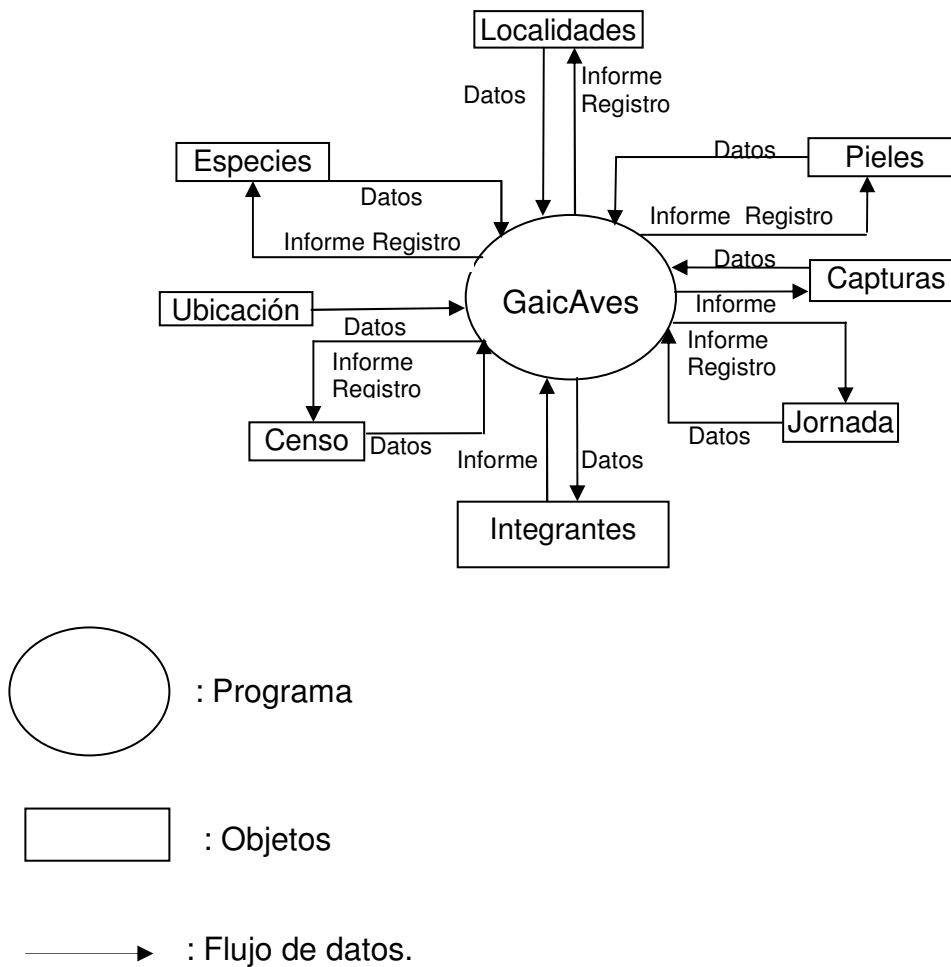 Localidades
Datos
Informe
Registro
Especies
Datos
Informe Registro
Datos
Pieles
Informe Registro
Datos
Capturas
Informe
GaicAves
Ubicación
Datos
Informe
Registro
Censo
Datos
Informe
Registro
Jornada
Datos
Informe
Datos
Integrantes
: Programa
: Objetos
: Flujo de datos.